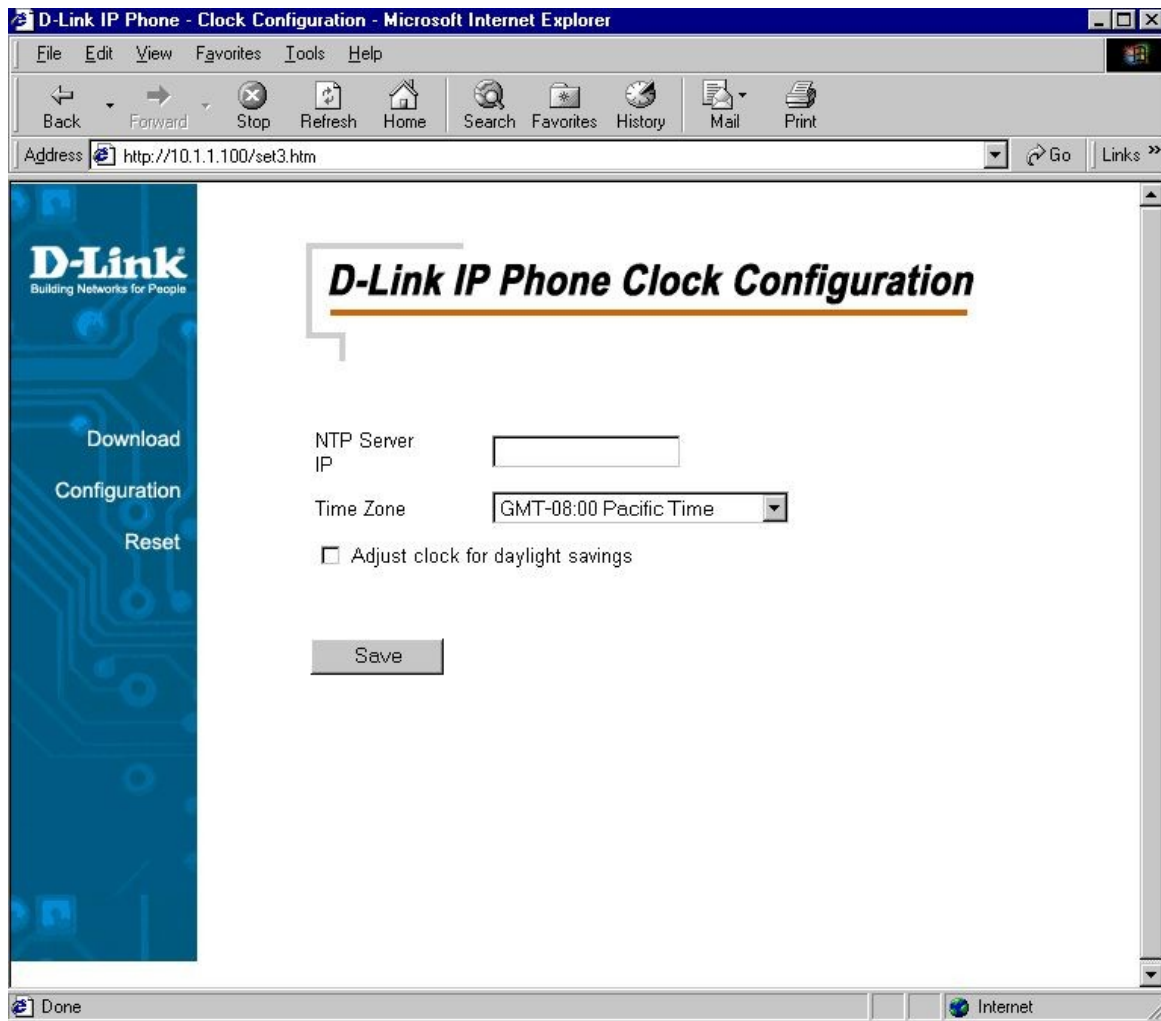 D-Link IP Phone - Clock Configuration - Microsoft Internet Explorer
File Edit View Favorites Tools Help
Back Forward Stop Refresh Home Search Favorites History Mail Print
Address http://10.1.1.100/set3.htm Go Links »
D-Link
Building Networks for People
D-Link IP Phone Clock Configuration
Download
Configuration
Reset
NTP Server
IP
Time Zone GMT-08:00 Pacific Time
Adjust clock for daylight savings
Save
Done Internet